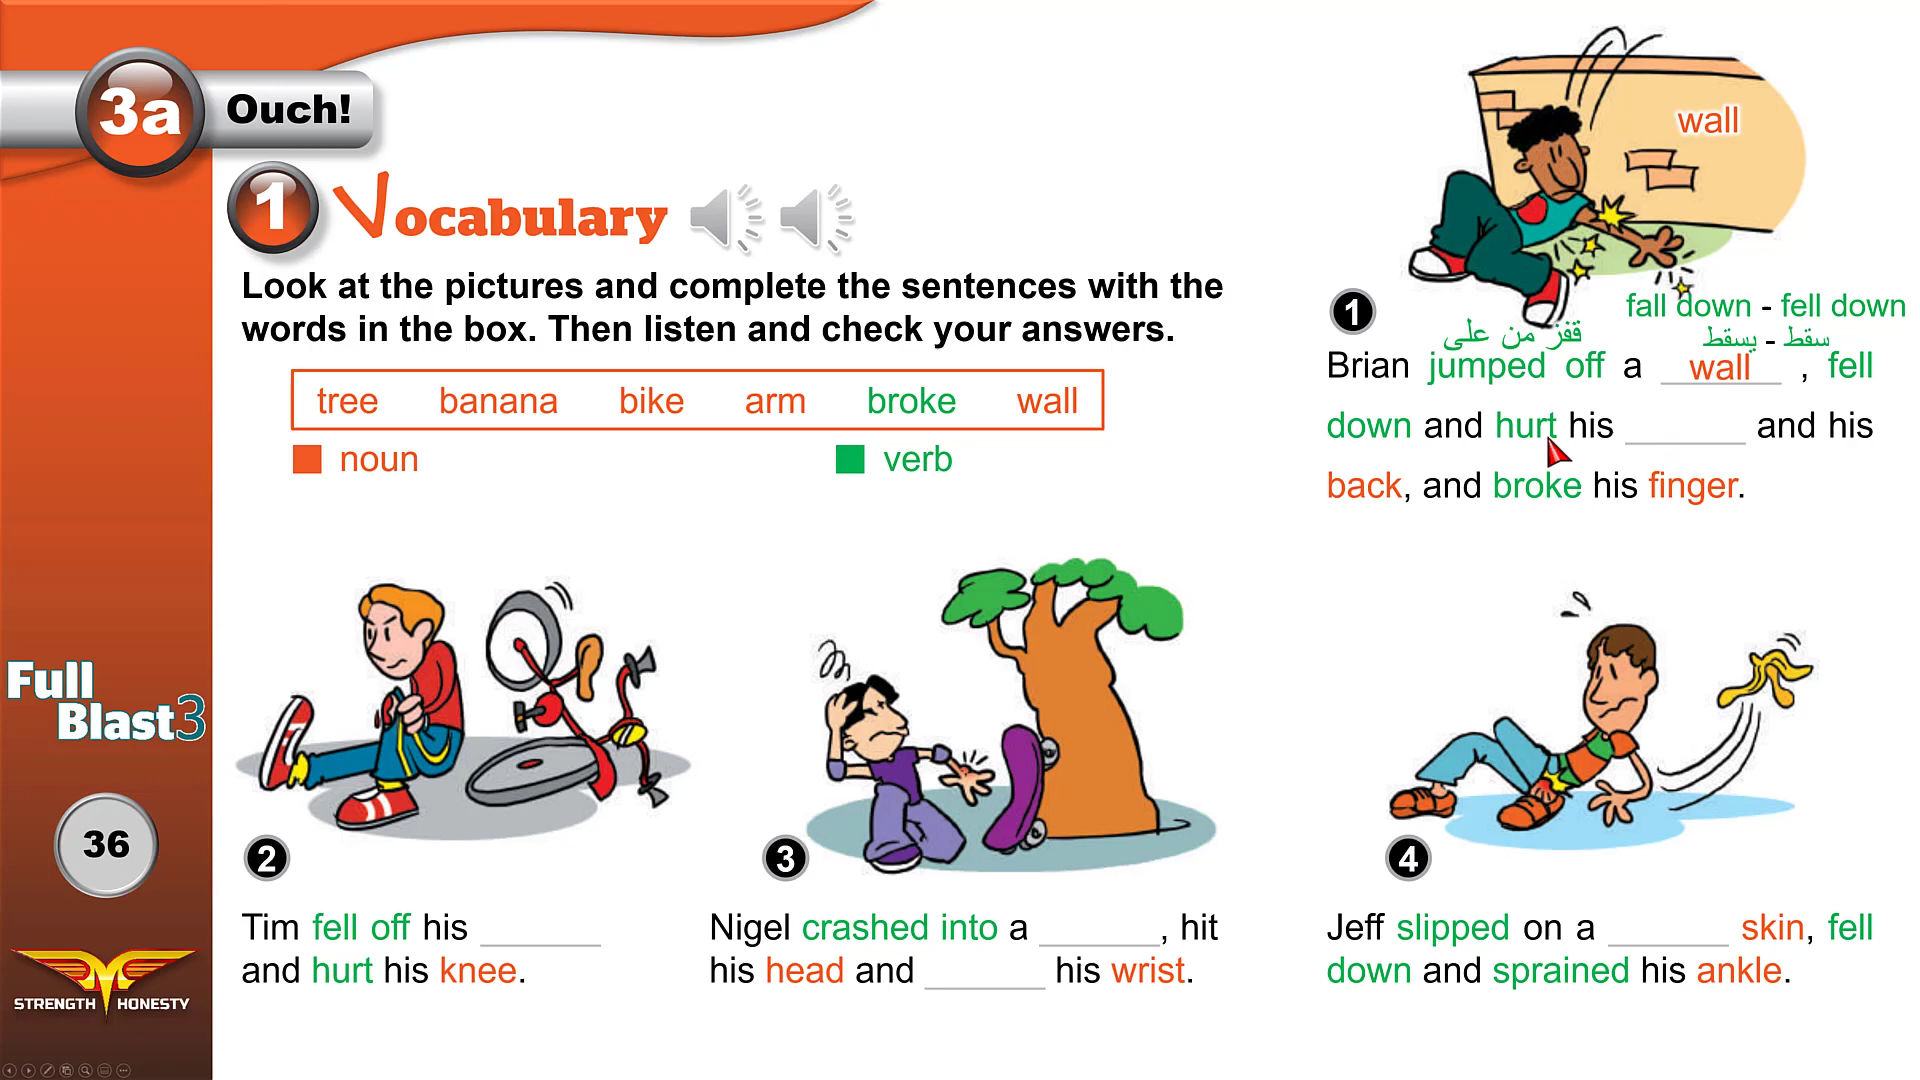 3a Ouch!
1 Vocabulary
Look at the pictures and complete the sentences with the
words in the box. Then listen and check your answers.
tree banana bike arm broke wall
noun verb
wall
1
fall down - fell down
قفز من على
سقط - يسقط
Brian jumped off a wall , fell
down and hurt his ______ and his
back, and broke his finger.
2
Tim fell off his ______
and hurt his knee.
3
Nigel crashed into a ______, hit
his head and ______ his wrist.
4
Jeff slipped on a ______ skin, fell
down and sprained his ankle.
Full
Blast3
36
STRENGTH HONESTY